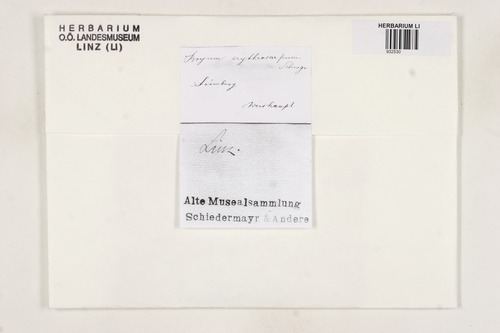 HERBARIUM
O.Ö. LANDESMUSEUM
LINZ (LI)
HERBARIUM LI
Bryum erythrocarpum
Linz.
Alte Musealsammlung
Schiedermayr & Andere